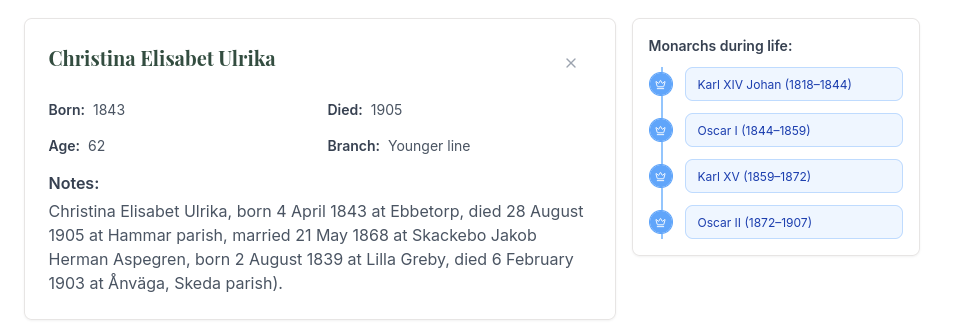 Christina Elisabet Ulrika
Born: 1843
Died: 1905
Age: 62
Branch: Younger line
Notes:
Christina Elisabet Ulrika, born 4 April 1843 at Ebbetorp, died 28 August
1905 at Hammar parish, married 21 May 1868 at Skackebo Jakob
Herman Aspegren, born 2 August 1839 at Lilla Greby, died 6 February
1903 at Ånväga, Skeda parish).
Monarchs during life:
Karl XIV Johan (1818–1844)
Oscar I (1844–1859)
Karl XV (1859–1872)
Oscar II (1872–1907)